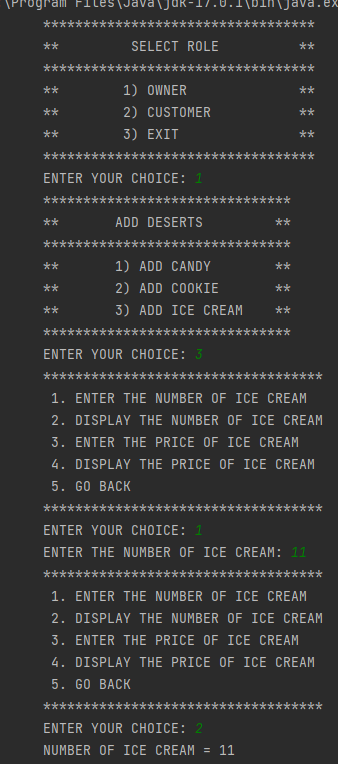 \Program Files\Java\jdk-17.0.1\bin\java.ex
**********************************
**         SELECT ROLE          **
**********************************
**        1) OWNER              **
**        2) CUSTOMER           **
**        3) EXIT               **
**********************************
ENTER YOUR CHOICE: 1
*******************************
**       ADD DESERTS         **
*******************************
**       1) ADD CANDY        **
**       2) ADD COOKIE       **
**       3) ADD ICE CREAM    **
*******************************
ENTER YOUR CHOICE: 3
***********************************
1. ENTER THE NUMBER OF ICE CREAM
2. DISPLAY THE NUMBER OF ICE CREAM
3. ENTER THE PRICE OF ICE CREAM
4. DISPLAY THE PRICE OF ICE CREAM
5. GO BACK
***********************************
ENTER YOUR CHOICE: 1
ENTER THE NUMBER OF ICE CREAM: 11
***********************************
1. ENTER THE NUMBER OF ICE CREAM
2. DISPLAY THE NUMBER OF ICE CREAM
3. ENTER THE PRICE OF ICE CREAM
4. DISPLAY THE PRICE OF ICE CREAM
5. GO BACK
***********************************
ENTER YOUR CHOICE: 2
NUMBER OF ICE CREAM = 11